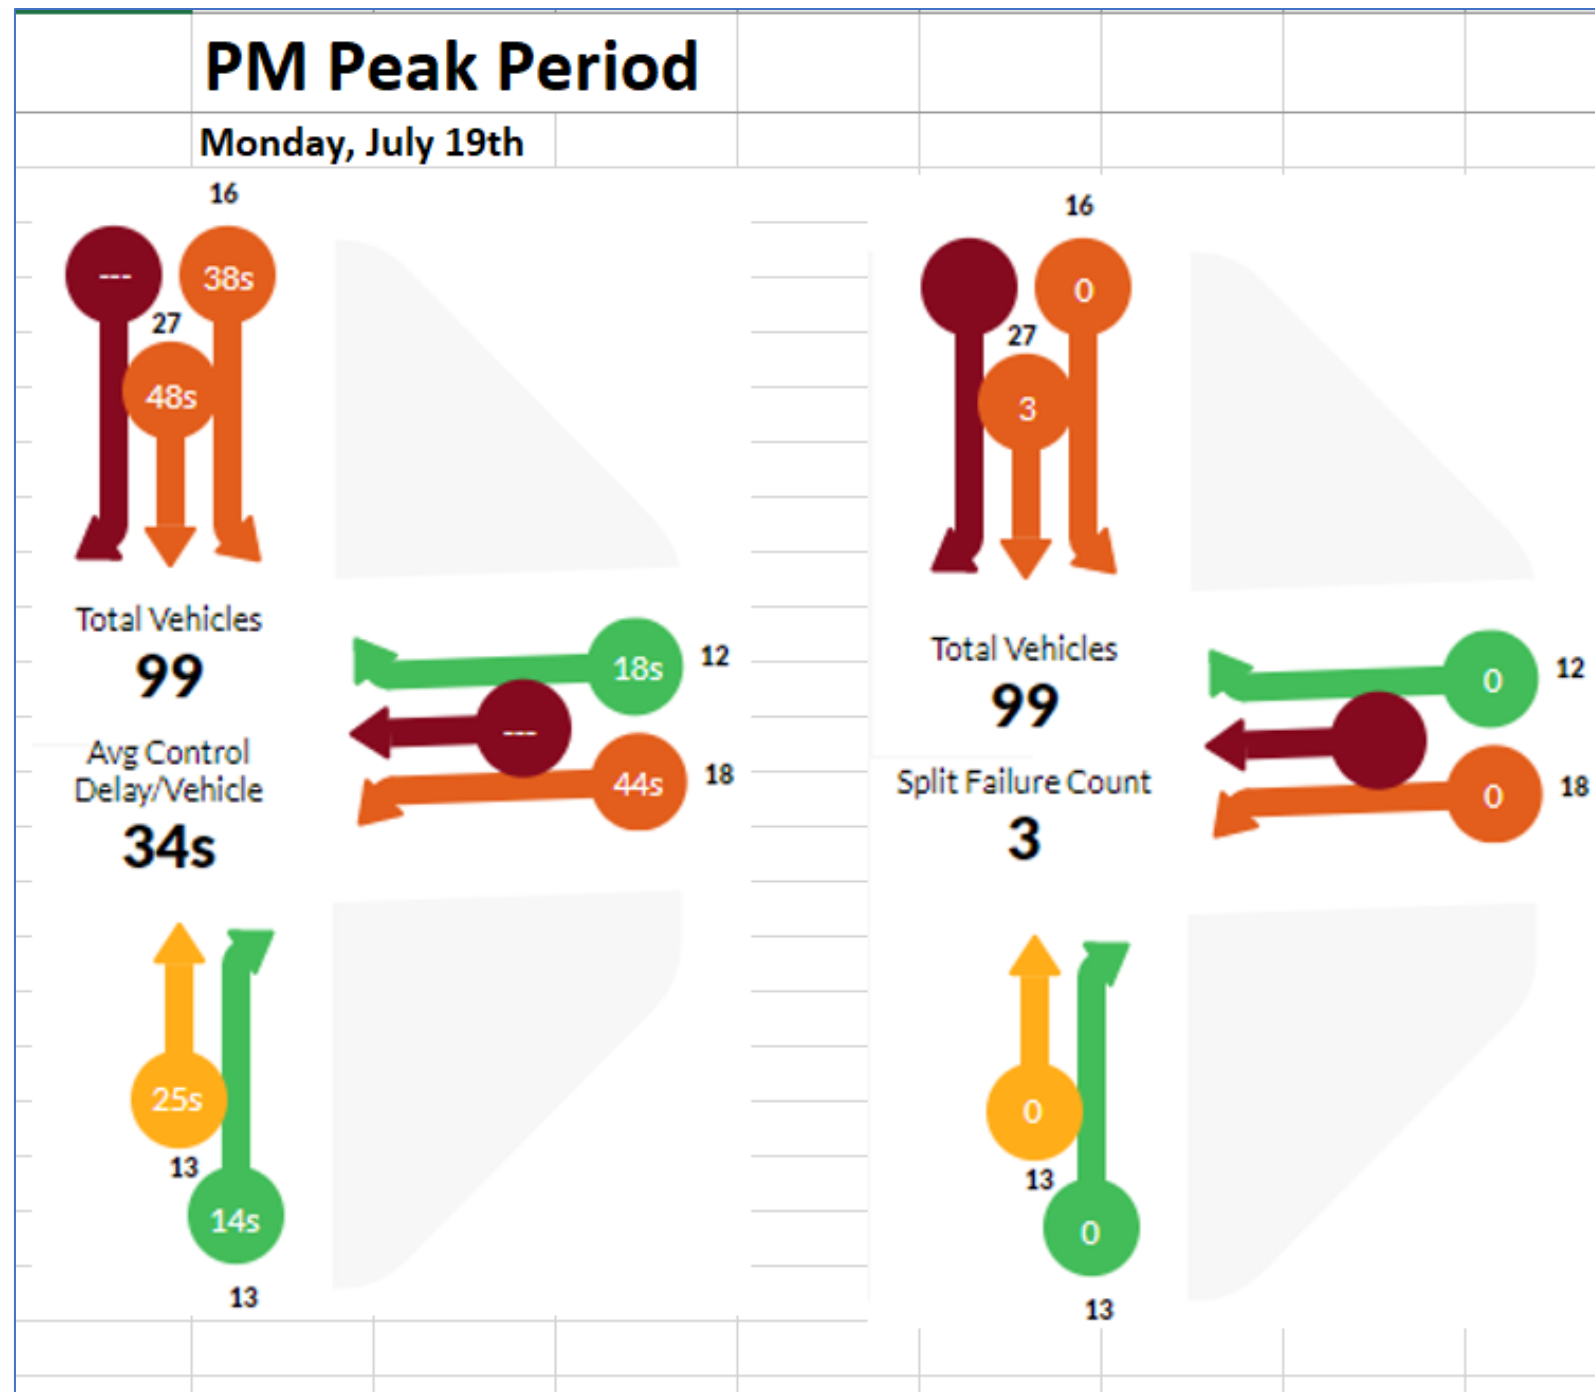 PM Peak Period
Monday, July 19th
16
---
38s
27
48s
Total Vehicles
99
Avg Control
Delay/Vehicle
34s
18s
12
---
44s
18
25s
13
14s
13
16
0
27
3
Total Vehicles
99
Split Failure Count
3
0
12
0
18
0
13
0
13